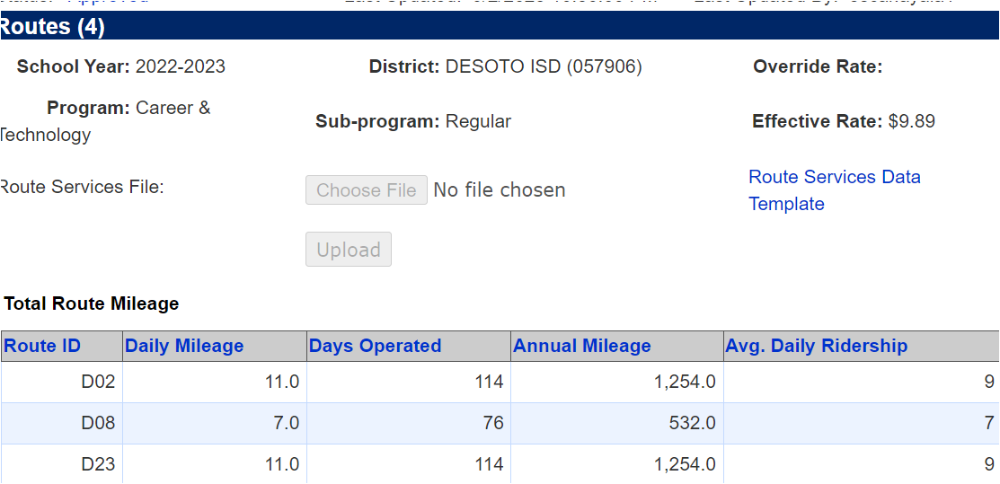 Routes (4)
School Year: 2022-2023 District: DESOTO ISD (057906) Override Rate:
Program: Career &
Technology Sub-program: Regular Effective Rate: $9.89
Route Services File: Choose File No file chosen Route Services Data
Template
Upload
Total Route Mileage
Route ID Daily Mileage Days Operated Annual Mileage Avg. Daily Ridership
D02 11.0 114 1,254.0 9
D08 7.0 76 532.0 7
D23 11.0 114 1,254.0 9